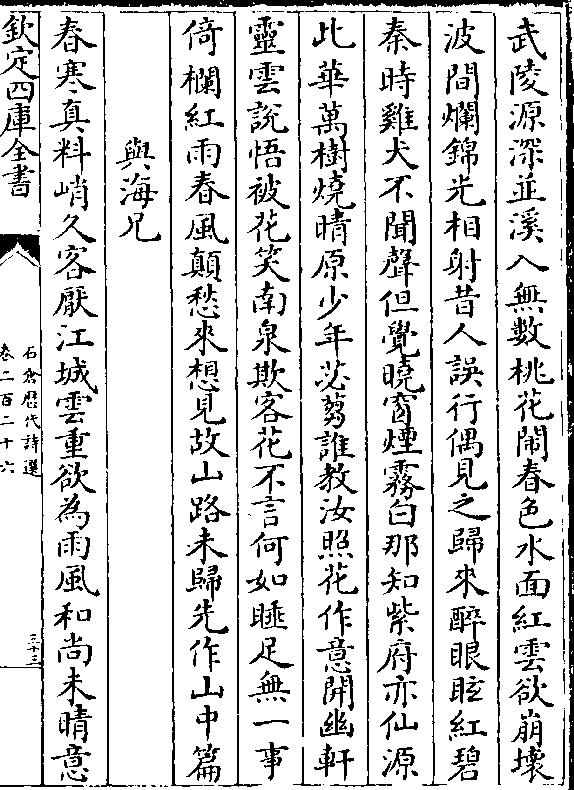 武陵源深並溪入無數桃花鬧春色水面紅雲欲崩壞
波間爛錦光相射昔人誤行偶見之歸來醉眼眩紅碧
秦時雞犬不聞聲但覺曉窗煙霧白那知紫府亦仙源
此華萬樹燒晴原少年苾蒭誰教汝照花作意開幽軒
靈雲說悟被花笑南泉欺客花不言何如睡足無一事
倚欄紅雨春風顛愁來想見故山路未歸先作山中篇
與海兄
春寒真料峭久客厭江城雲重欲為雨風和尚未晴意
欽定四庫全書
石倉歷代詩選
卷二百二十六
三十三